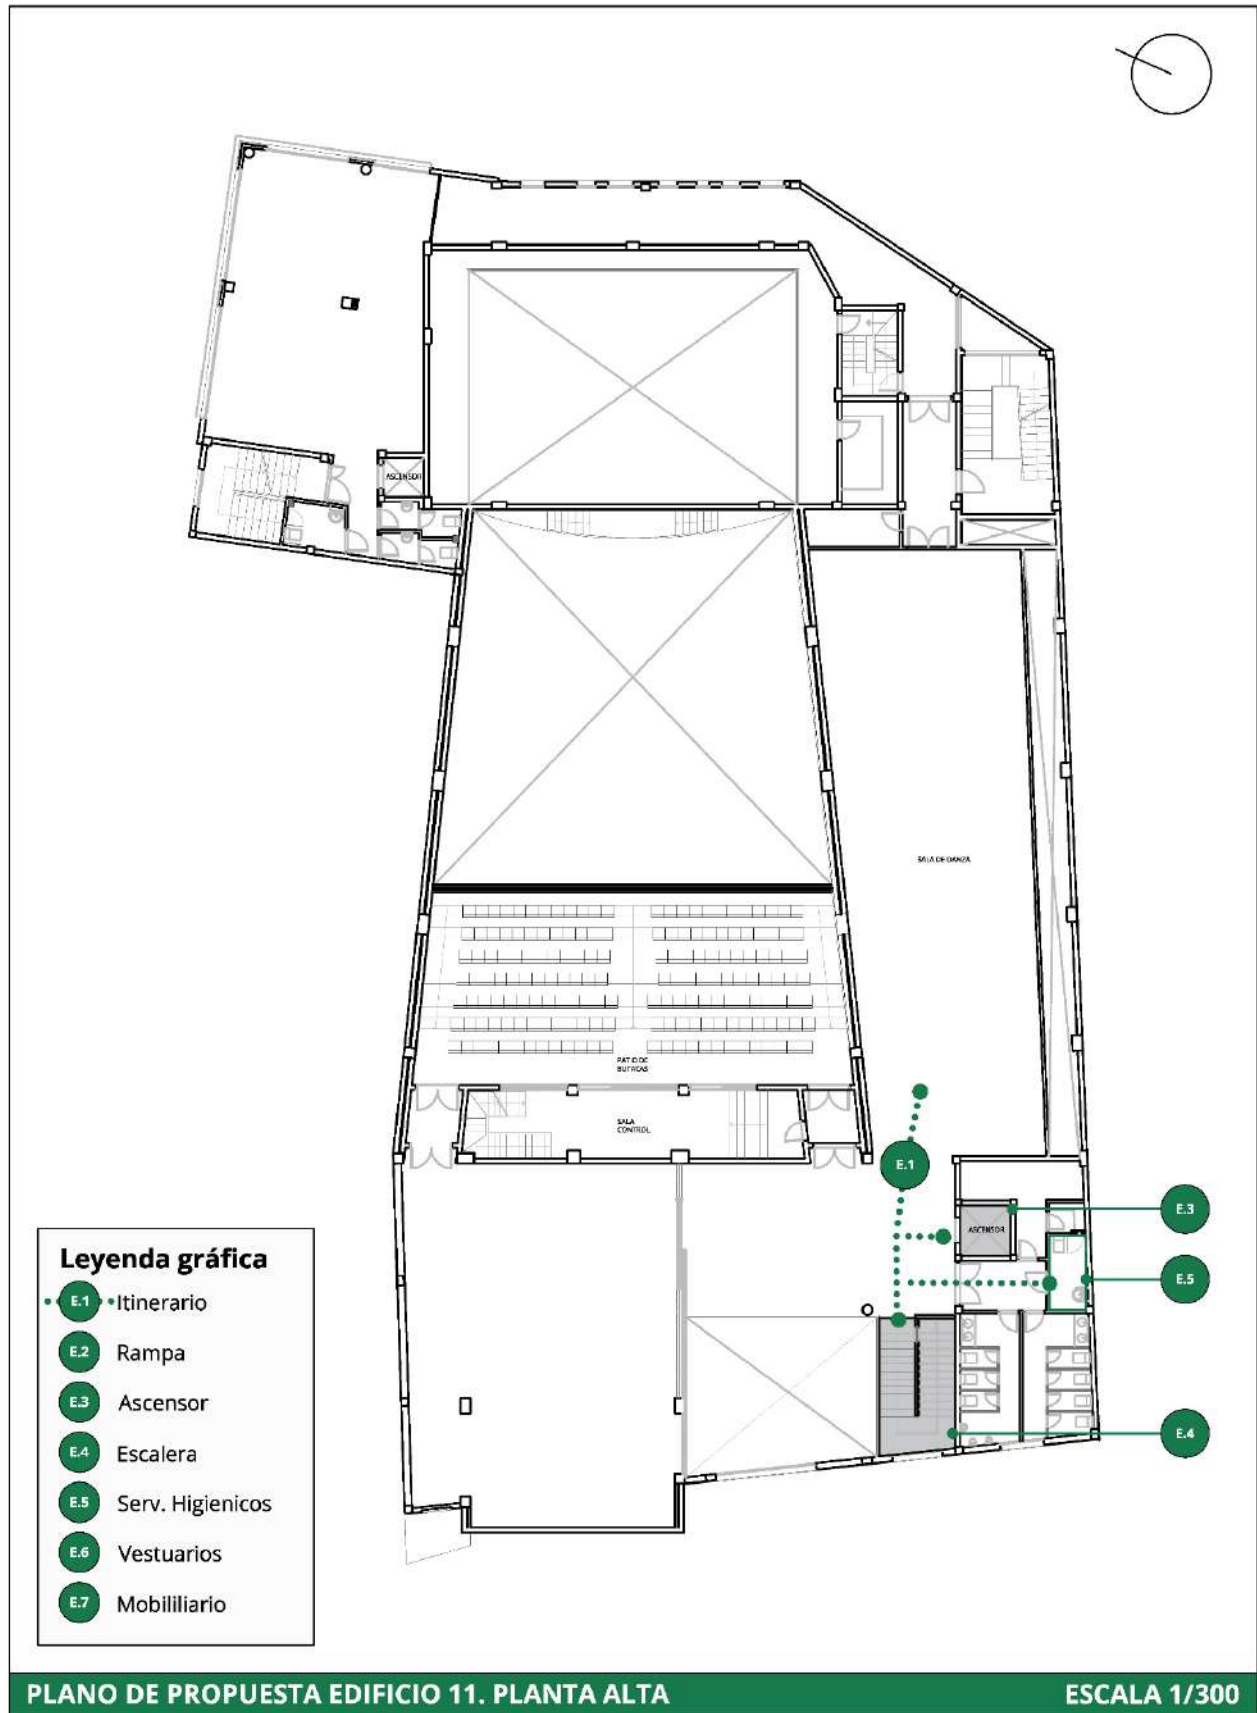 ASCENSOR
SALA DE DANZA
PATIO DE
BUTACAS
SALA
CONTROL
E.1
ASCENSOR
E.3
E.5
E.4
Leyenda gráfica
E.1 Itinerario
E.2 Rampa
E.3 Ascensor
E.4 Escalera
E.5 Serv. Higienicos
E.6 Vestuarios
E.7 Mobililiario
PLANO DE PROPUESTA EDIFICIO 11. PLANTA ALTA
ESCALA 1/300